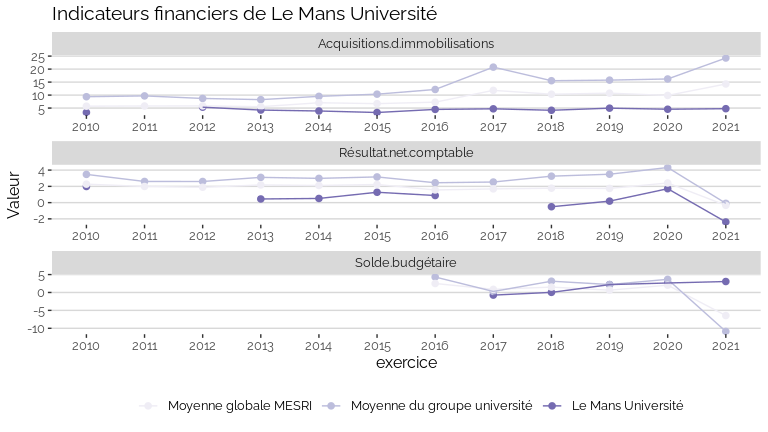 Indicateurs financiers de Le Mans Université
Acquisitions.d.immobilisations
25
20
15
10
5
2010 2011 2012 2013 2014 2015 2016 2017 2018 2019 2020 2021
Résultat.net.comptable
4
2
0
-2
2010 2011 2012 2013 2014 2015 2016 2017 2018 2019 2020 2021
Valeur
Solde.budgétaire
5
0
-5
-10
2010 2011 2012 2013 2014 2015 2016 2017 2018 2019 2020 2021
exercice
Moyenne globale MESRI Moyenne du groupe université Le Mans Université